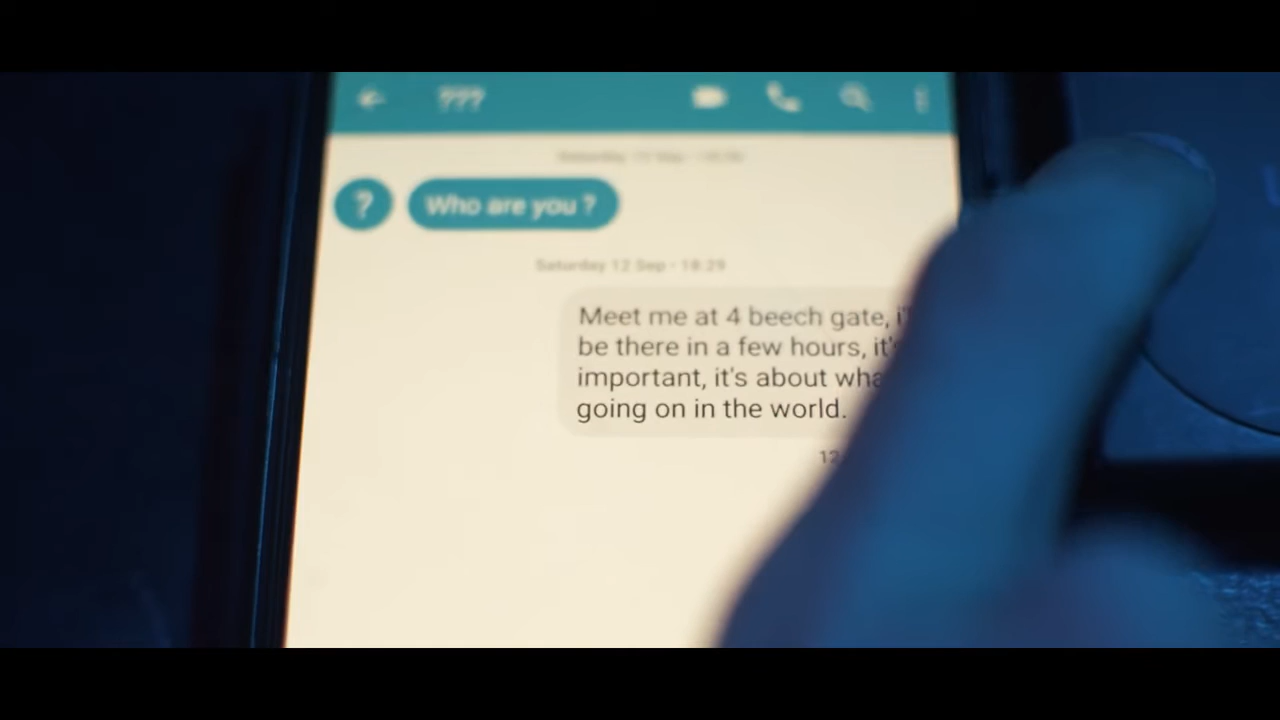 ???
?
Who are you ?
Saturday 12 Sep • 18:29
Meet me at 4 beech gate,
be there in a few hours,
important, it's about
going on in the world.